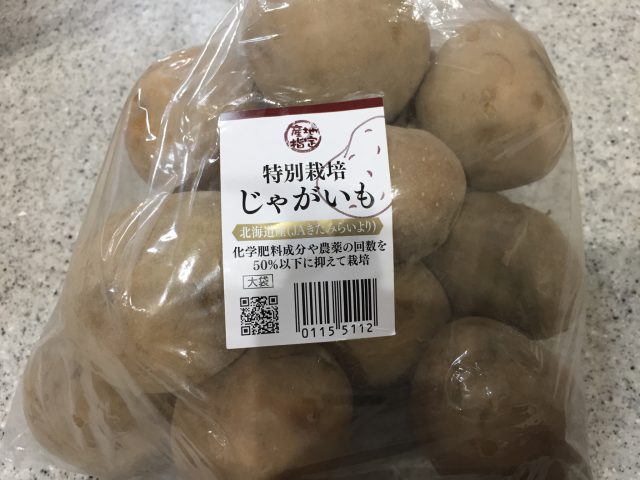 産地
指定
特別栽培
じゃがいも
北海道産(JAきたみらいより)
化学肥料成分や農薬の回数を
50%以下に抑えて栽培
大袋
0115 5112